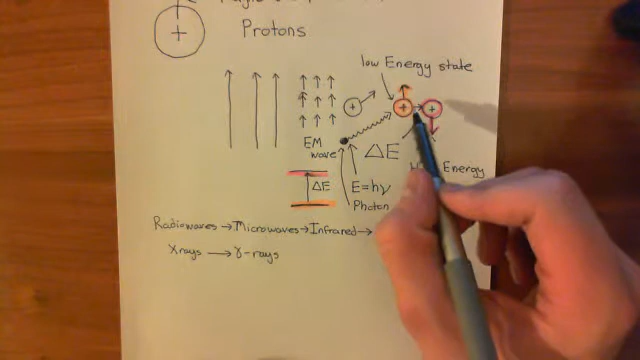 Protons
low Energy state
EM
wave
ΔE
ΔE
E=hν
Energy
Photon
Radiowaves → Microwaves → Infrared →
Xrays → γ-rays